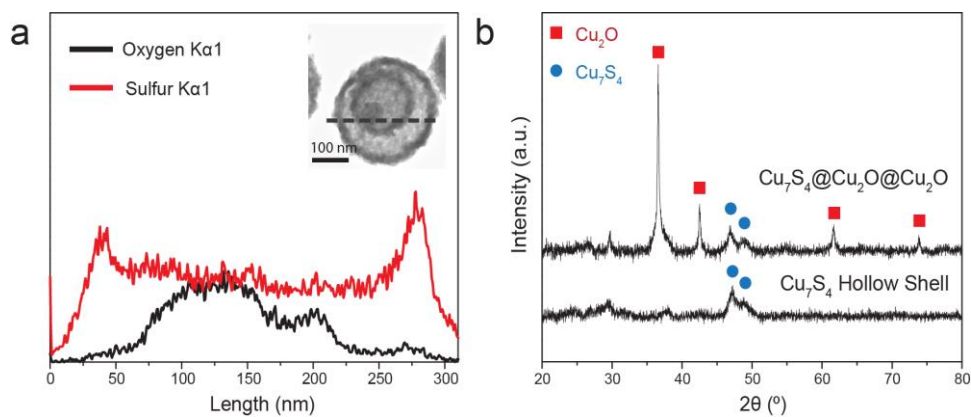 a
Oxygen Kα1
Sulfur Kα1
100 nm
0 50 100 150 200 250 300
Length (nm)
b
Cu₂O
Cu₇S₄
Intensity (a.u.)
Cu₇S₄@Cu₂O@Cu₂O
Cu₇S₄ Hollow Shell
20 30 40 50 60 70 80
2θ (º)